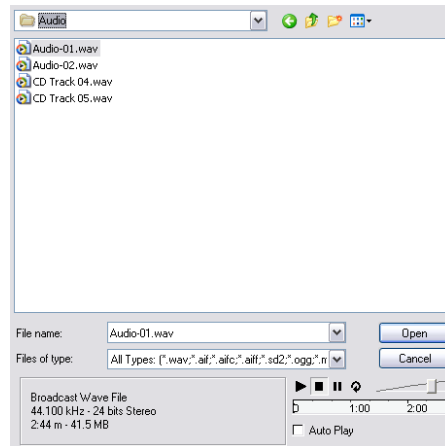 Audio
Audio-01.wav
Audio-02.wav
CD Track 04.wav
CD Track 05.wav
File name: Audio-01.wav Open
Files of type: All Types: (*.wav;*.aif;*.aifc;*.aiff;*.sd2;*.ogg;*.m Cancel
Broadcast Wave File
44.100 kHz - 24 bits Stereo
2:44 m - 41.5 MB
0 1:00 2:00
Auto Play